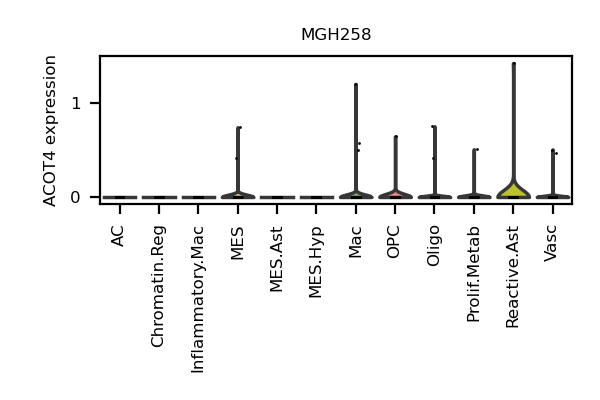 MGH258
ACOT4 expression
1
0
AC
Chromatin.Reg
Inflammatory.Mac
MES
MES.Ast
MES.Hyp
Mac
OPC
Oligo
Prolif.Metab
Reactive.Ast
Vasc